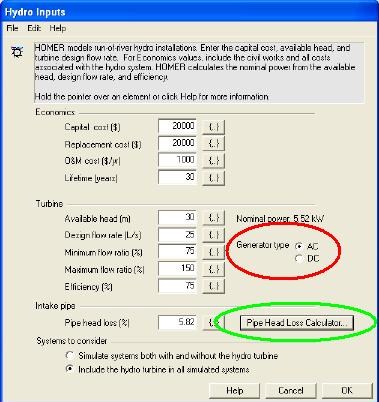 Hydro Inputs
File Edit Help
HOMER models run-of-river hydro installations. Enter the capital cost, available head, and
turbine design flow rate. For Economics values, include the civil works and all costs
associated with the hydro system. HOMER calculates the nominal power from the available
head, design flow rate, and efficiency.
Hold the pointer over an element or click Help for more information.
Economics
Capital cost ($) 20000 {..}
Replacement cost ($) 20000 {..}
O&M cost ($/yr) 1000 {..}
Lifetime (years) 30 {..}
Turbine
Available head (m) 30 {..} Nominal power: 5.52 kW
Design flow rate (L/s) 25 {..} Generator type AC
Minimum flow ratio (%) 75 {..} DC
Maximum flow ratio (%) 150 {..}
Efficiency (%) 75 {..}
Intake pipe
Pipe head loss (%) 5.82 {..} Pipe Head Loss Calculator...
Systems to consider
Simulate systems both with and without the hydro turbine
Include the hydro turbine in all simulated systems
Help Cancel OK